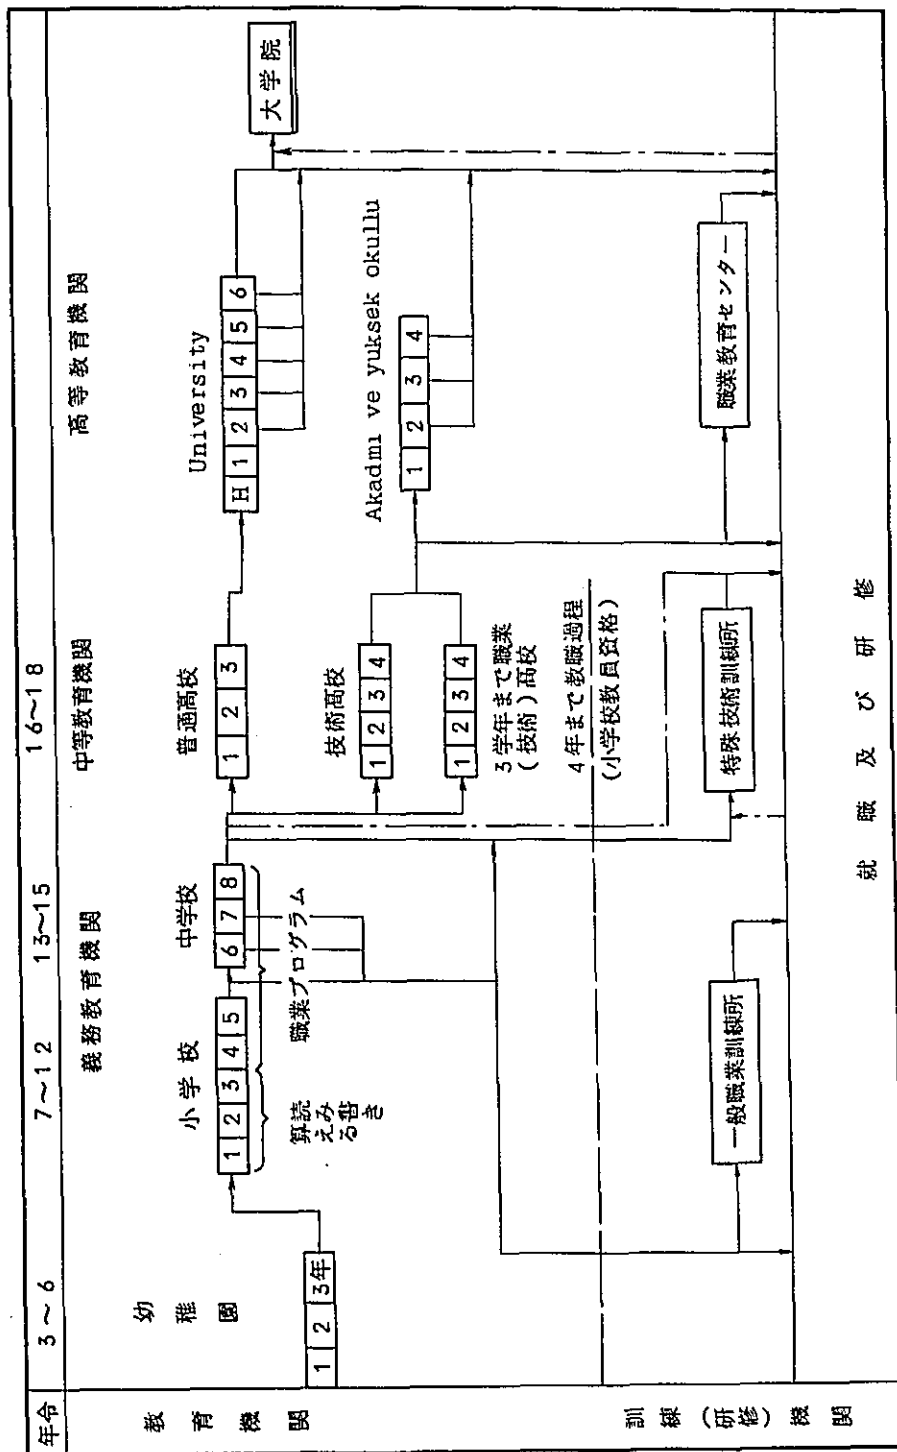 年令
3～6
7～12
13～15
16～18
教育機関
幼稚園
1 2 3年
義務教育機関
小学校
1 2 3 4 5
算読
えみ
る書
き
中学校
6 7 8
職業プログラム
中等教育機関
普通高校
1 2 3
技術高校
1 2 3 4
1 2 3 4
3学年まで職業
(技術)高校
4年まで教職過程
(小学校教員資格)
高等教育機関
University
H 1 2 3 4 5 6
Akadmı ve yuksek okullu
1 2 3 4
大学院
訓練(研修)機関
一般職業訓練所
特殊技術訓練所
職業教育センター
就職及び研修